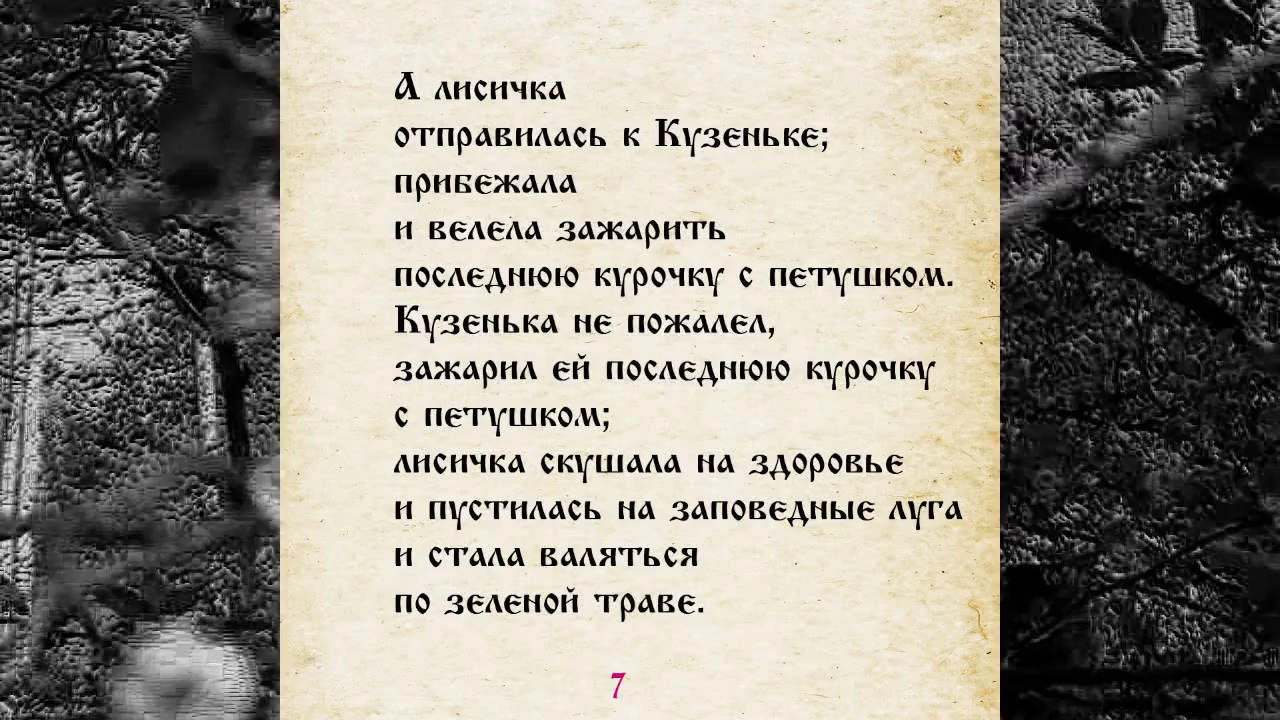 А лисичка
отправилась к Кузеньке;
прибежала
и велела зажарить
последнюю курочку с петушком.
Кузенька не пожалел,
зажарил ей последнюю курочку
с петушком;
лисичка скушала на здоровье
и пустилась на заповедные луга
и стала валяться
по зеленой траве.
7